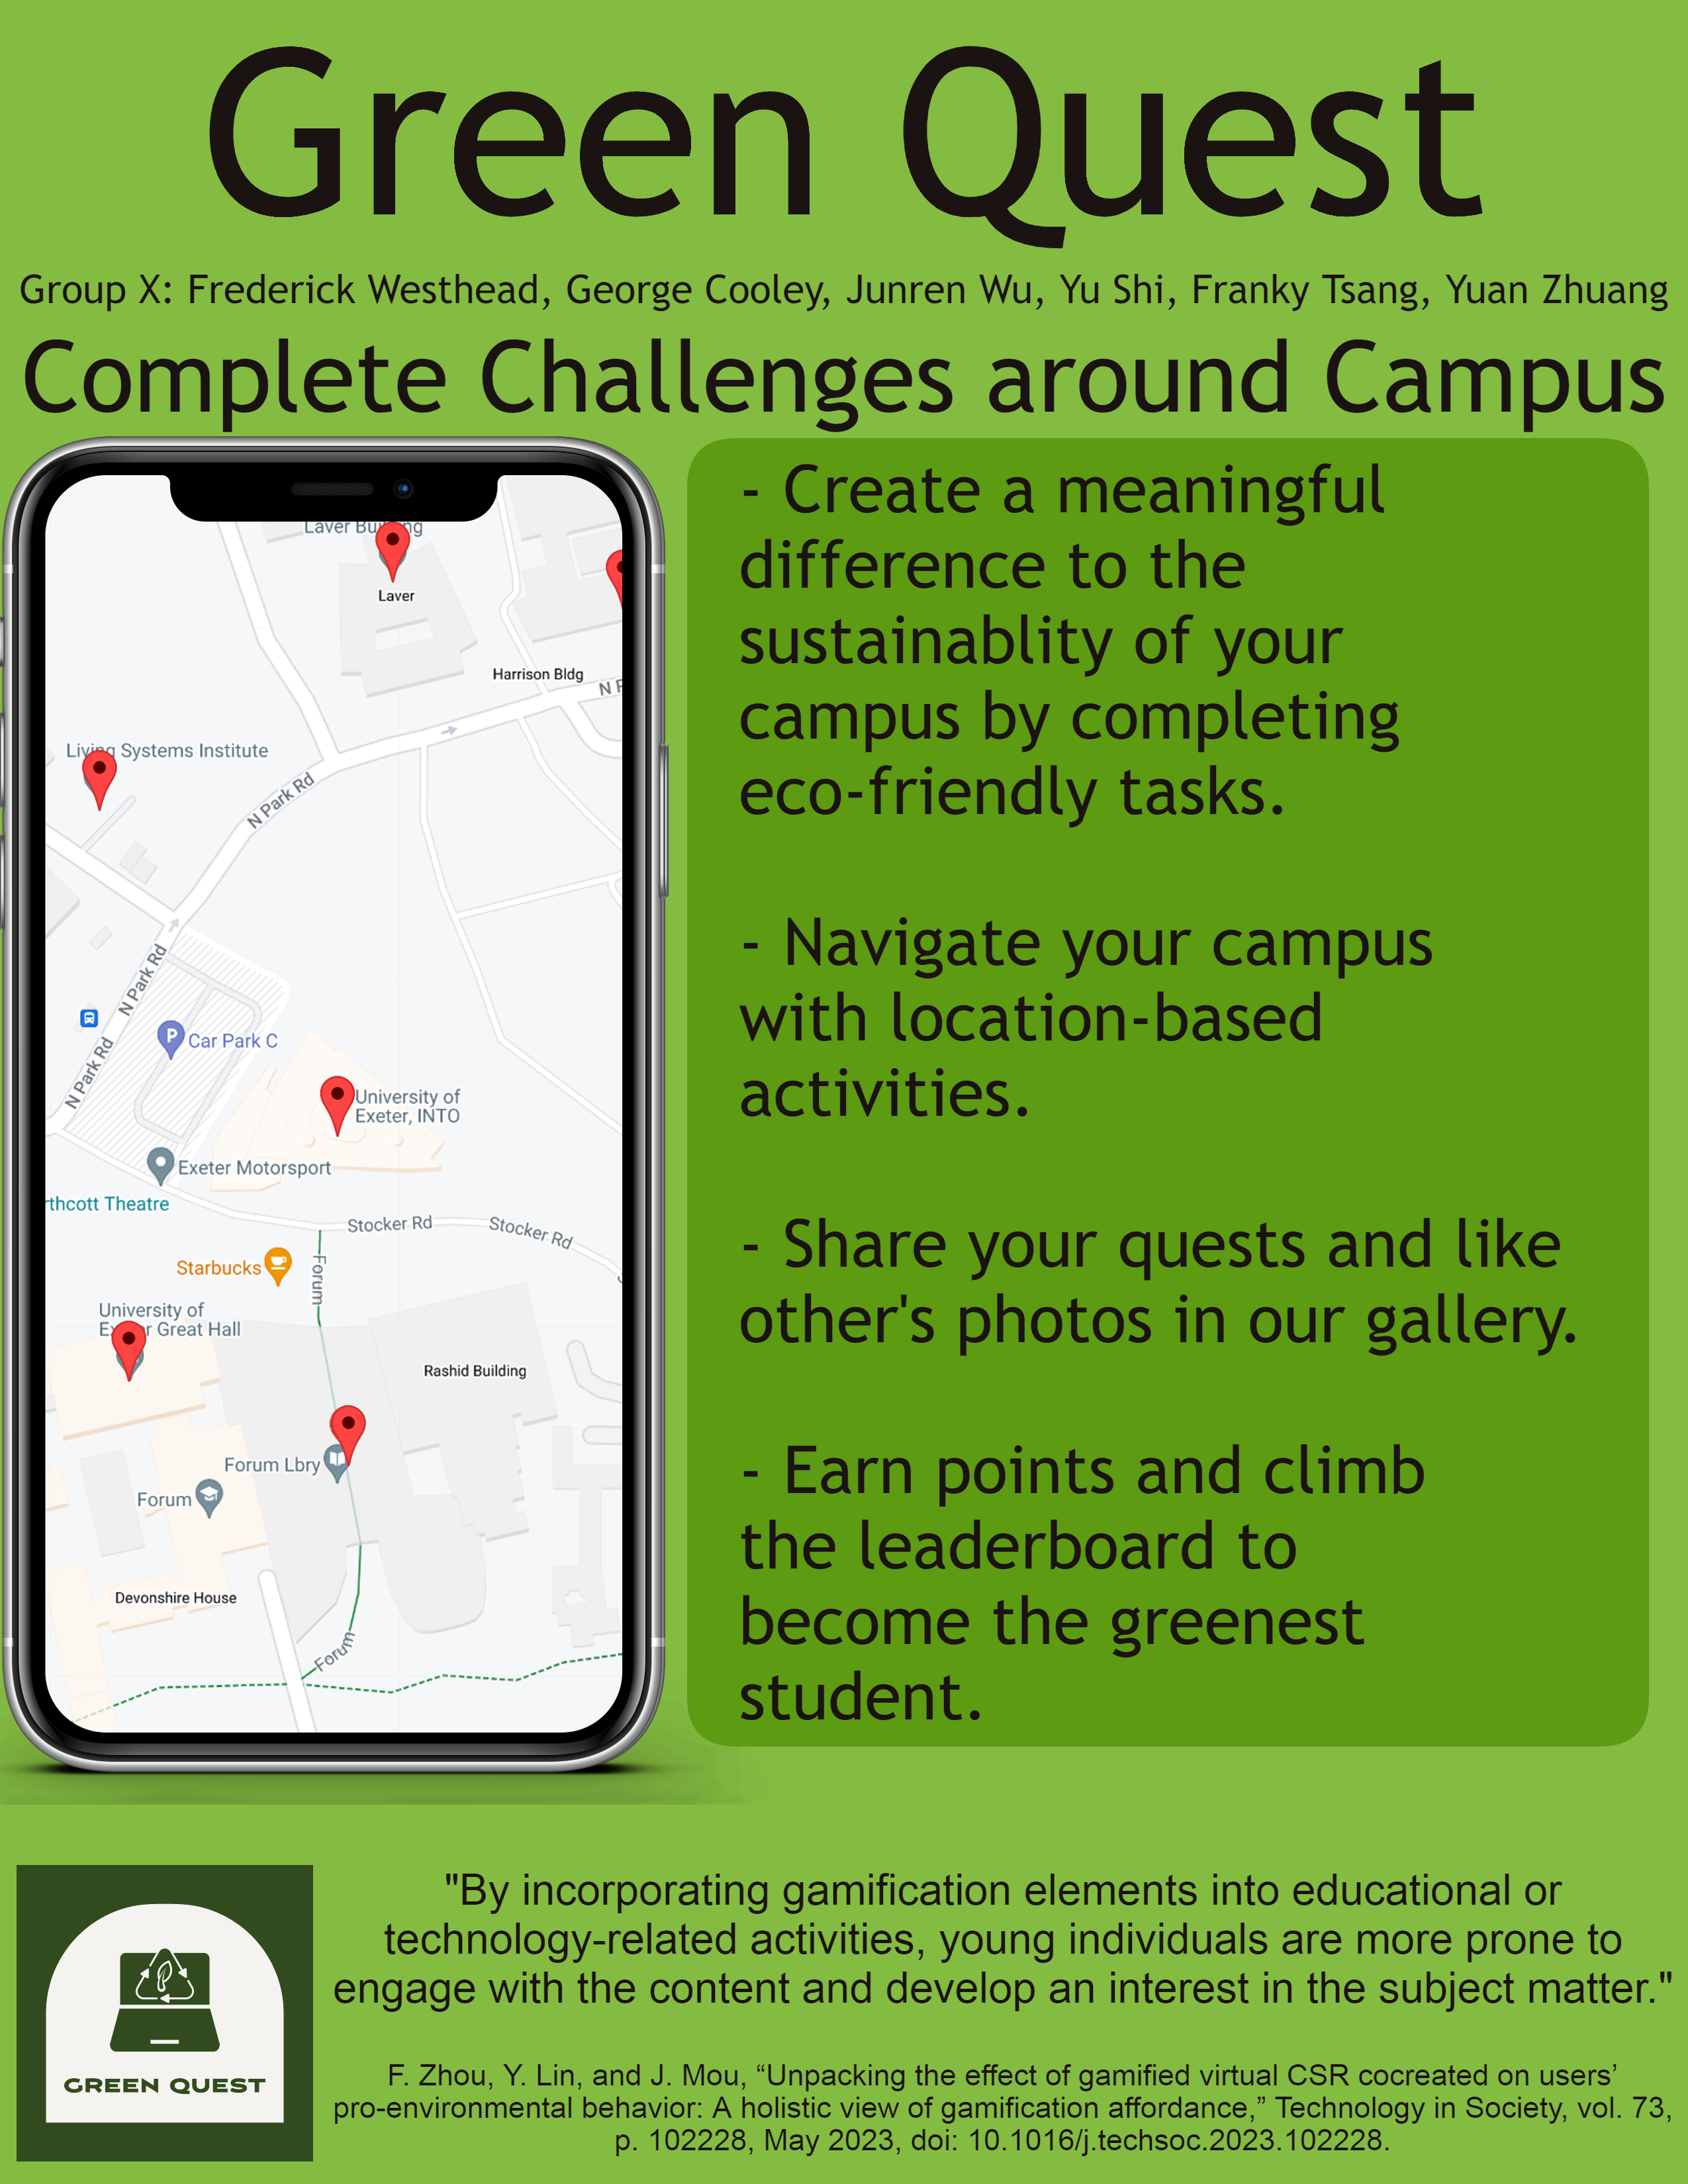 Green Quest
Group X: Frederick Westhead, George Cooley, Junren Wu, Yu Shi, Franky Tsang, Yuan Zhuang
Complete Challenges around Campus
Laver
Harrison Bldg
Living Systems Institute
N Park Rd
N Park Rd
N Park Rd
P
Car Park C
University of
Exeter, INTO
Exeter Motorsport
rthcott Theatre
Stocker Rd
Stocker Rd
Starbucks
Forum
University of
Great Hall
Rashid Building
Forum Lbry
Forum
Devonshire House
Forum
- Create a meaningful
difference to the
sustainablity of your
campus by completing
eco-friendly tasks.
- Navigate your campus
with location-based
activities.
- Share your quests and like
other's photos in our gallery.
- Earn points and climb
the leaderboard to
become the greenest
student.
GREEN QUEST
"By incorporating gamification elements into educational or
technology-related activities, young individuals are more prone to
engage with the content and develop an interest in the subject matter."
F. Zhou, Y. Lin, and J. Mou, “Unpacking the effect of gamified virtual CSR cocreated on users’
pro-environmental behavior: A holistic view of gamification affordance,” Technology in Society, vol. 73,
p. 102228, May 2023, doi: 10.1016/j.techsoc.2023.102228.